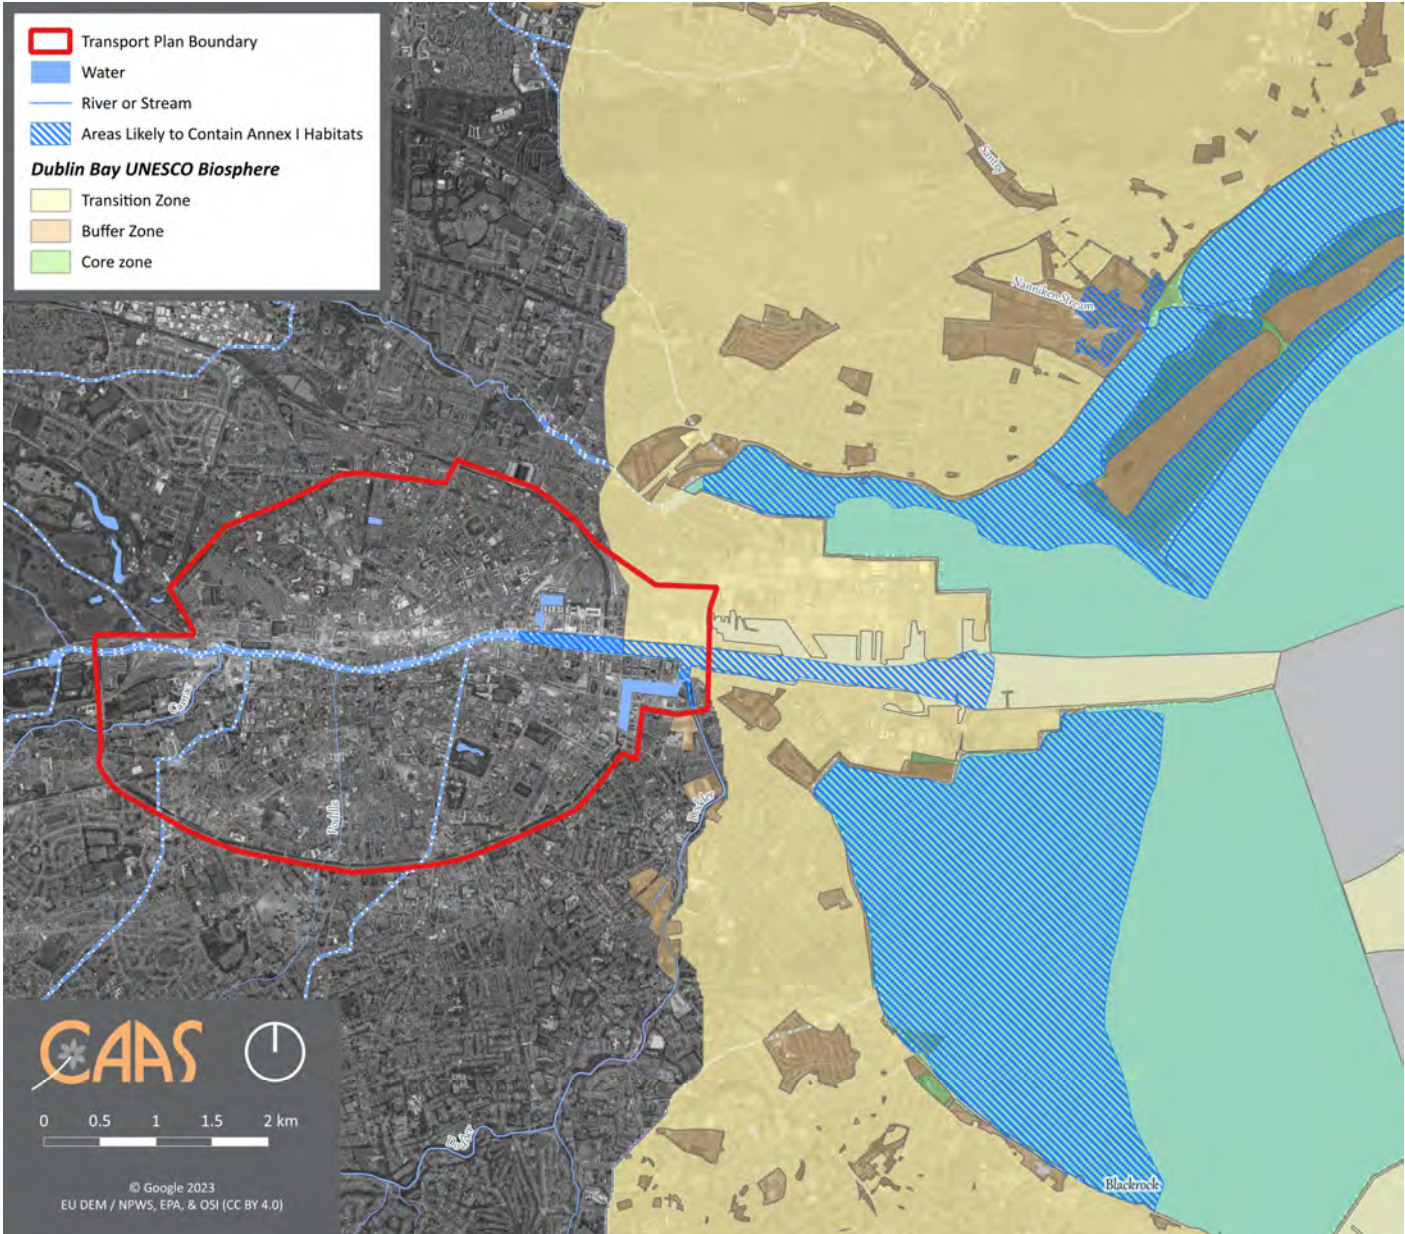 Transport Plan Boundary
Water
River or Stream
Areas Likely to Contain Annex I Habitats
Dublin Bay UNESCO Biosphere
Transition Zone
Buffer Zone
Core zone
Santry
Nanniken Stream
Camac
Poddle
Dodder
Dodder
Blackrock
CAAS
0 0.5 1 1.5 2 km
© Google 2023
EU DEM / NPWS, EPA, & OSI (CC BY 4.0)